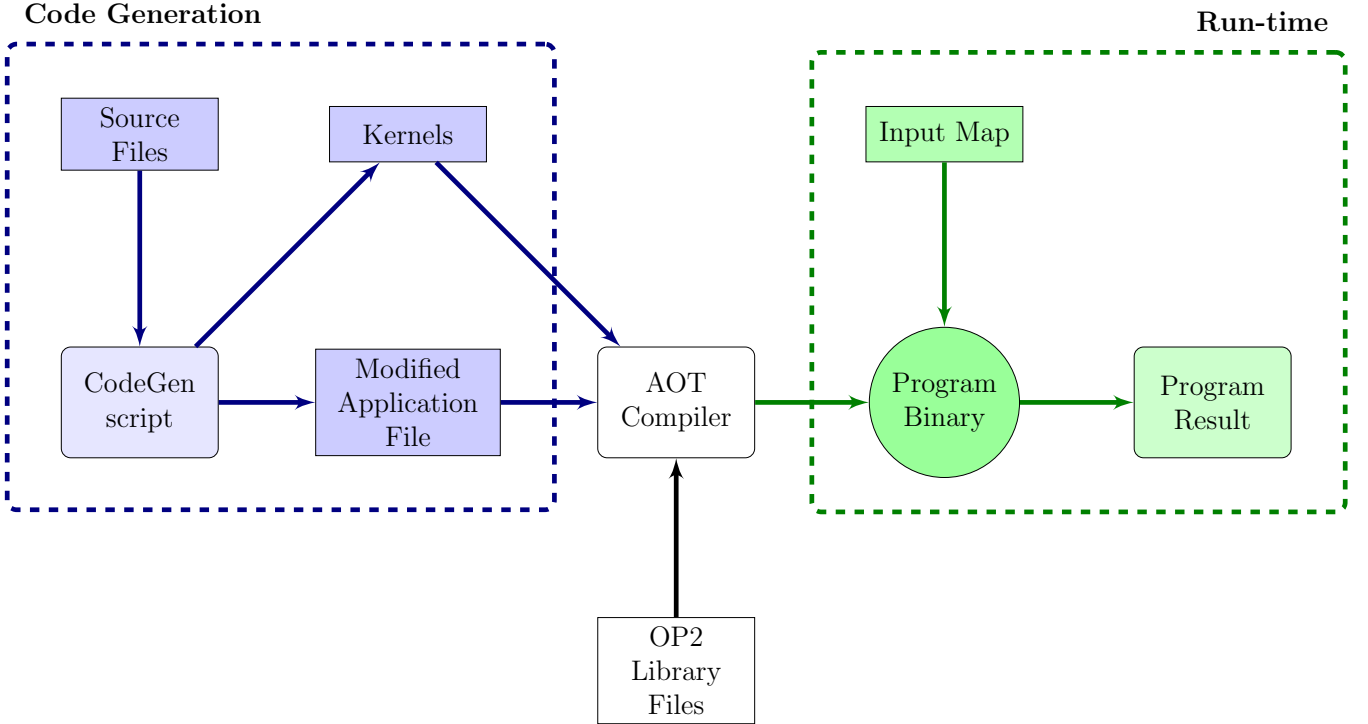 Code Generation
Run-time
Source
Files
Kernels
Input Map
CodeGen
script
Modified
Application
File
AOT
Compiler
Program
Binary
Program
Result
OP2
Library
Files